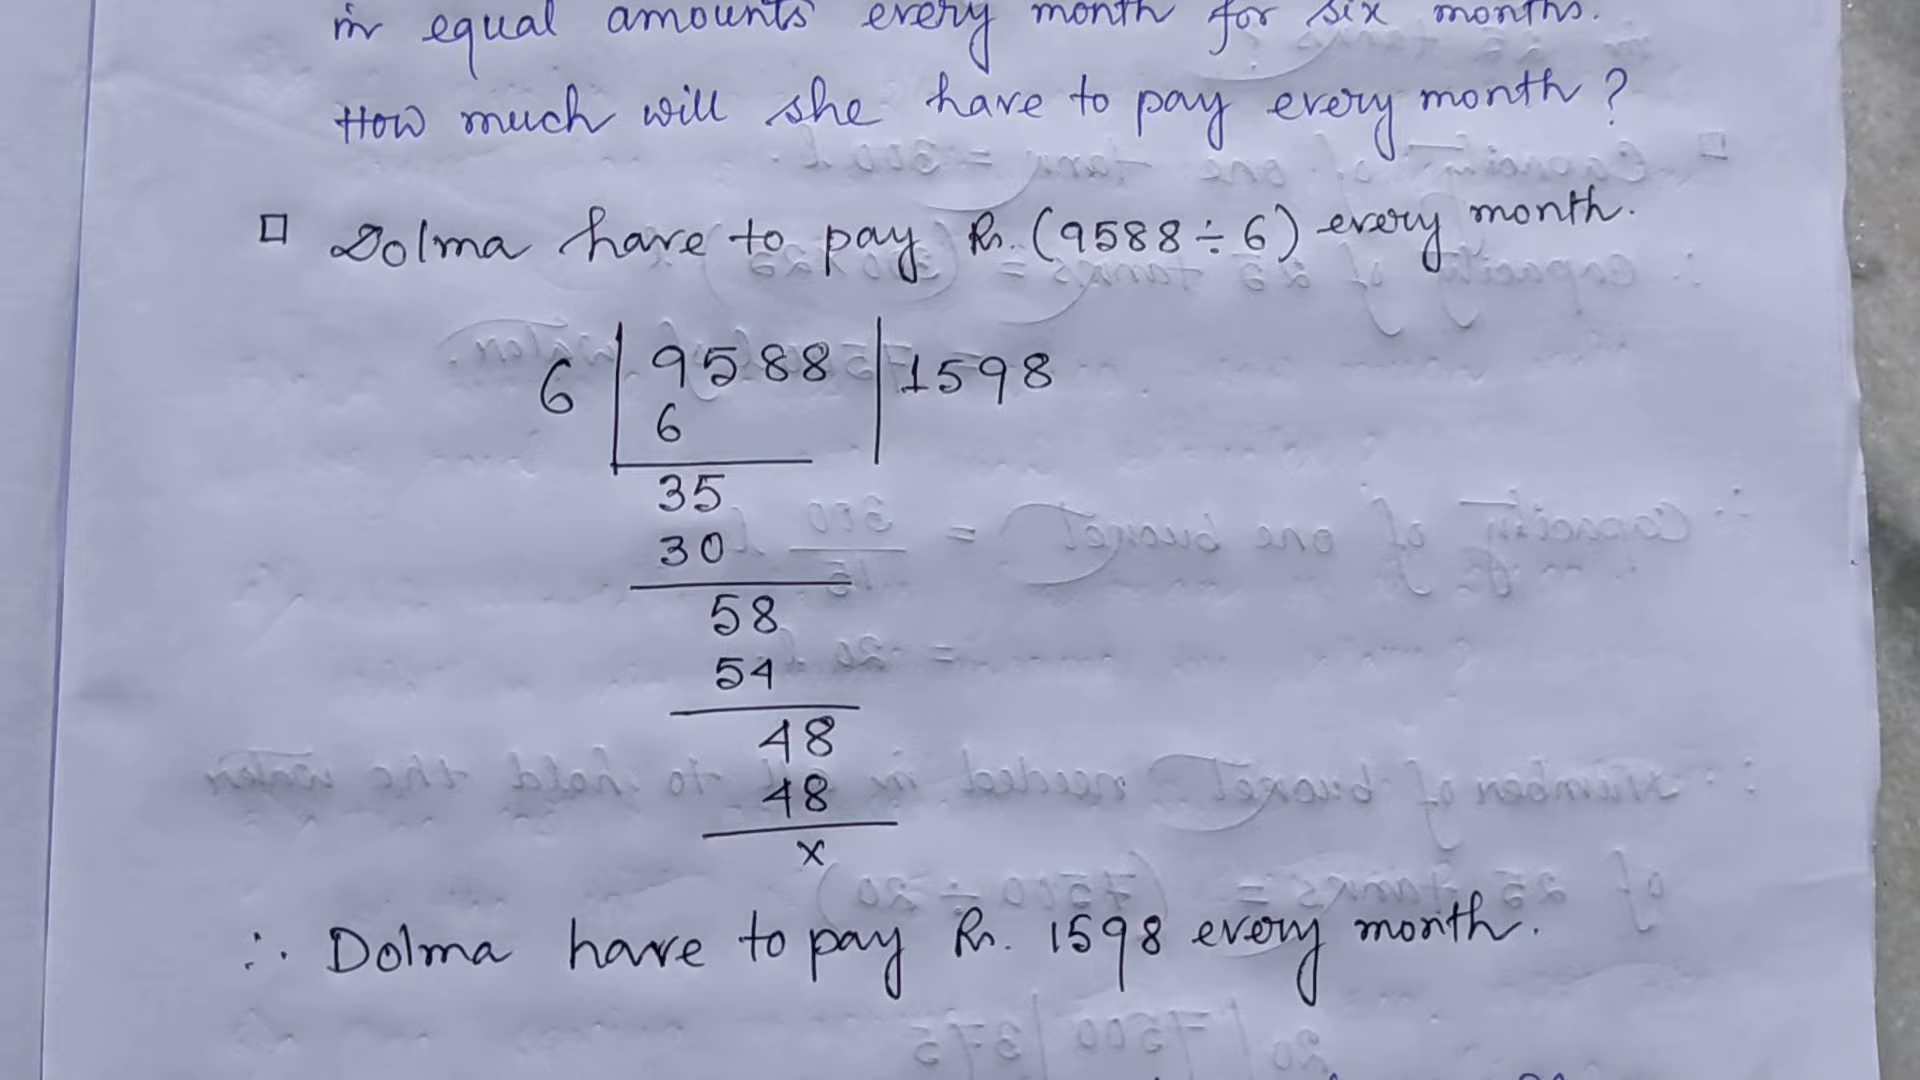 in equal amounts every month for six months.
How much will she have to pay every month?
□ Dolma have to pay Rs. (9588 ÷ 6) every month.
6 | 9588 | 1598
6
35
30
58
54
48
48
x
∴ Dolma have to pay Rs. 1598 every month.